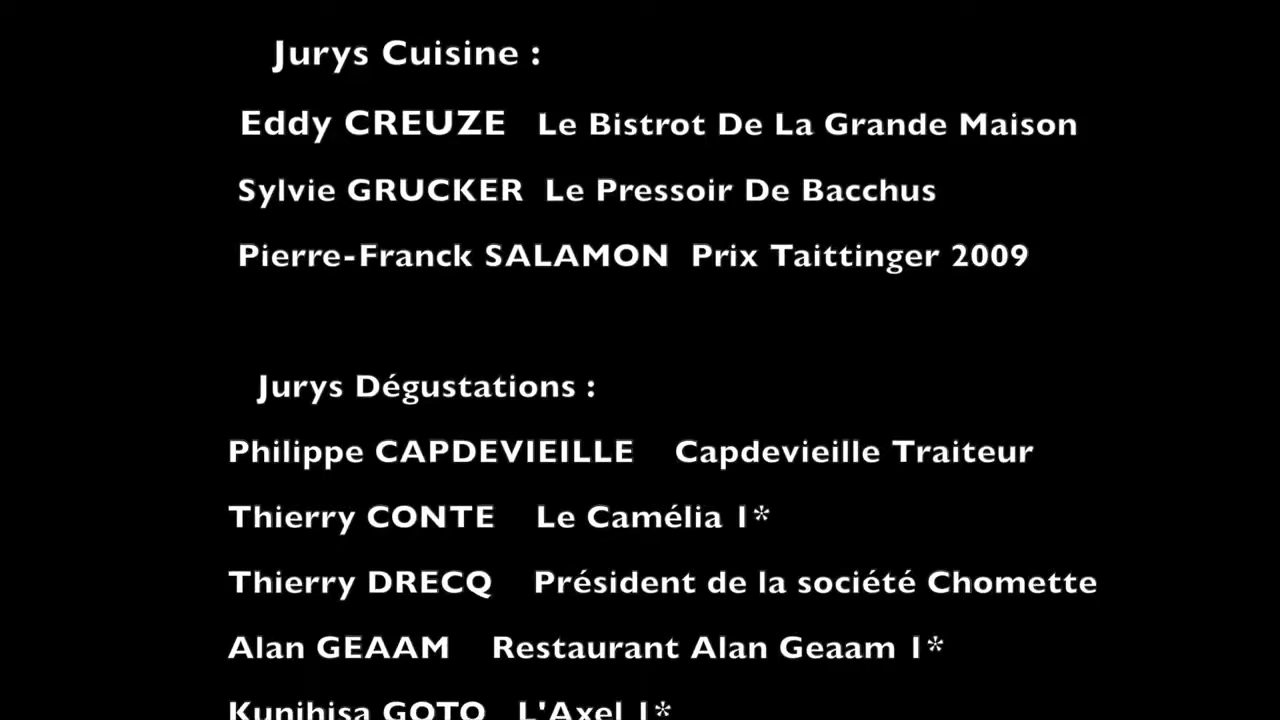 Jurys Cuisine :
Eddy CREUZE Le Bistrot De La Grande Maison
Sylvie GRUCKER Le Pressoir De Bacchus
Pierre-Franck SALAMON Prix Taittinger 2009
Jurys Dégustations :
Philippe CAPDEVIEILLE Capdevieille Traiteur
Thierry CONTE Le Camélia 1*
Thierry DRECQ Président de la société Chomette
Alan GEAAM Restaurant Alan Geaam 1*
Kunihisa GOTO L'Axel 1*